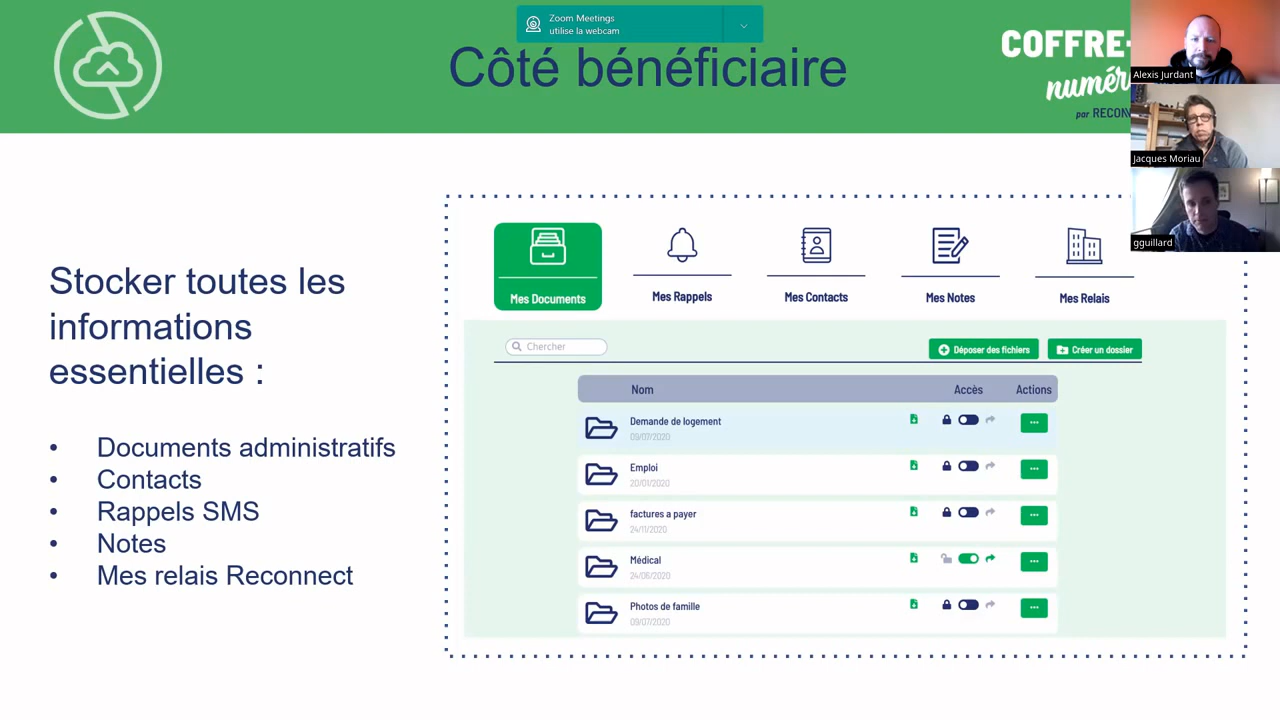 Zoom Meetings
utilise la webcam
Côté bénéficiaire
COFFRE-
numér
par RECON
Alexis Jurdant
Jacques Moriau
gguillard
Stocker toutes les
informations
essentielles :
• Documents administratifs
• Contacts
• Rappels SMS
• Notes
• Mes relais Reconnect
Mes Documents
Mes Rappels
Mes Contacts
Mes Notes
Mes Relais
Chercher
Déposer des fichiers
Créer un dossier
Nom
Accès
Actions
Demande de logement
09/07/2020
Emploi
20/01/2020
factures a payer
24/11/2020
Médical
24/06/2020
Photos de famille
09/07/2020